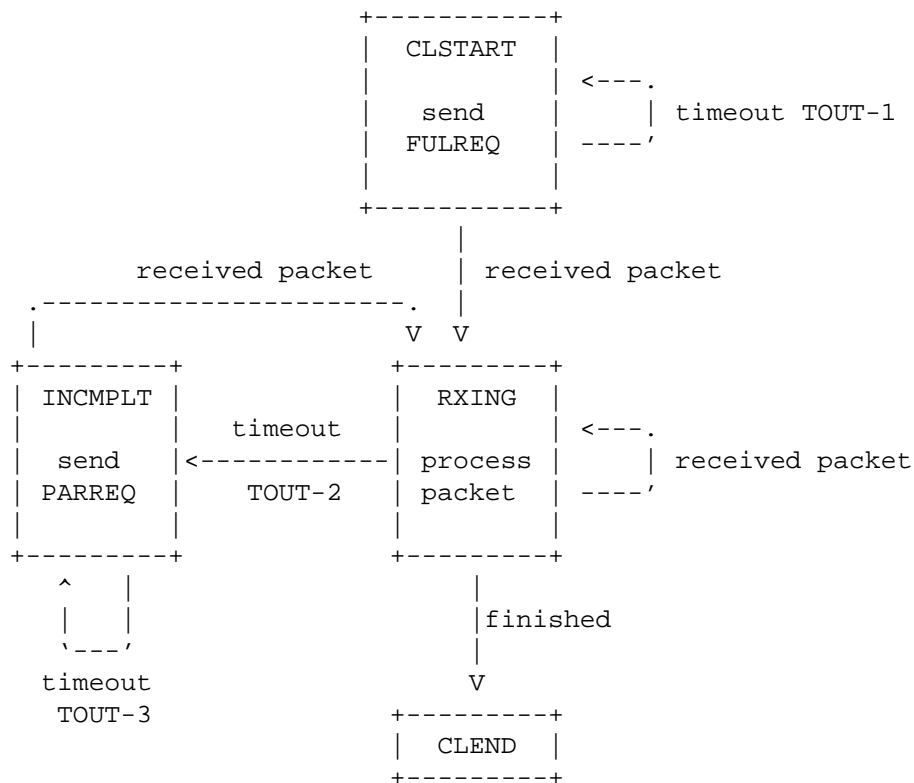 CLSTART
send timeout TOUT-1
FULREQ
received packet received packet
INCMPLT RXING
timeout
send process received packet
PARREQ TOUT-2 packet
finished
timeout
TOUT-3
CLEND